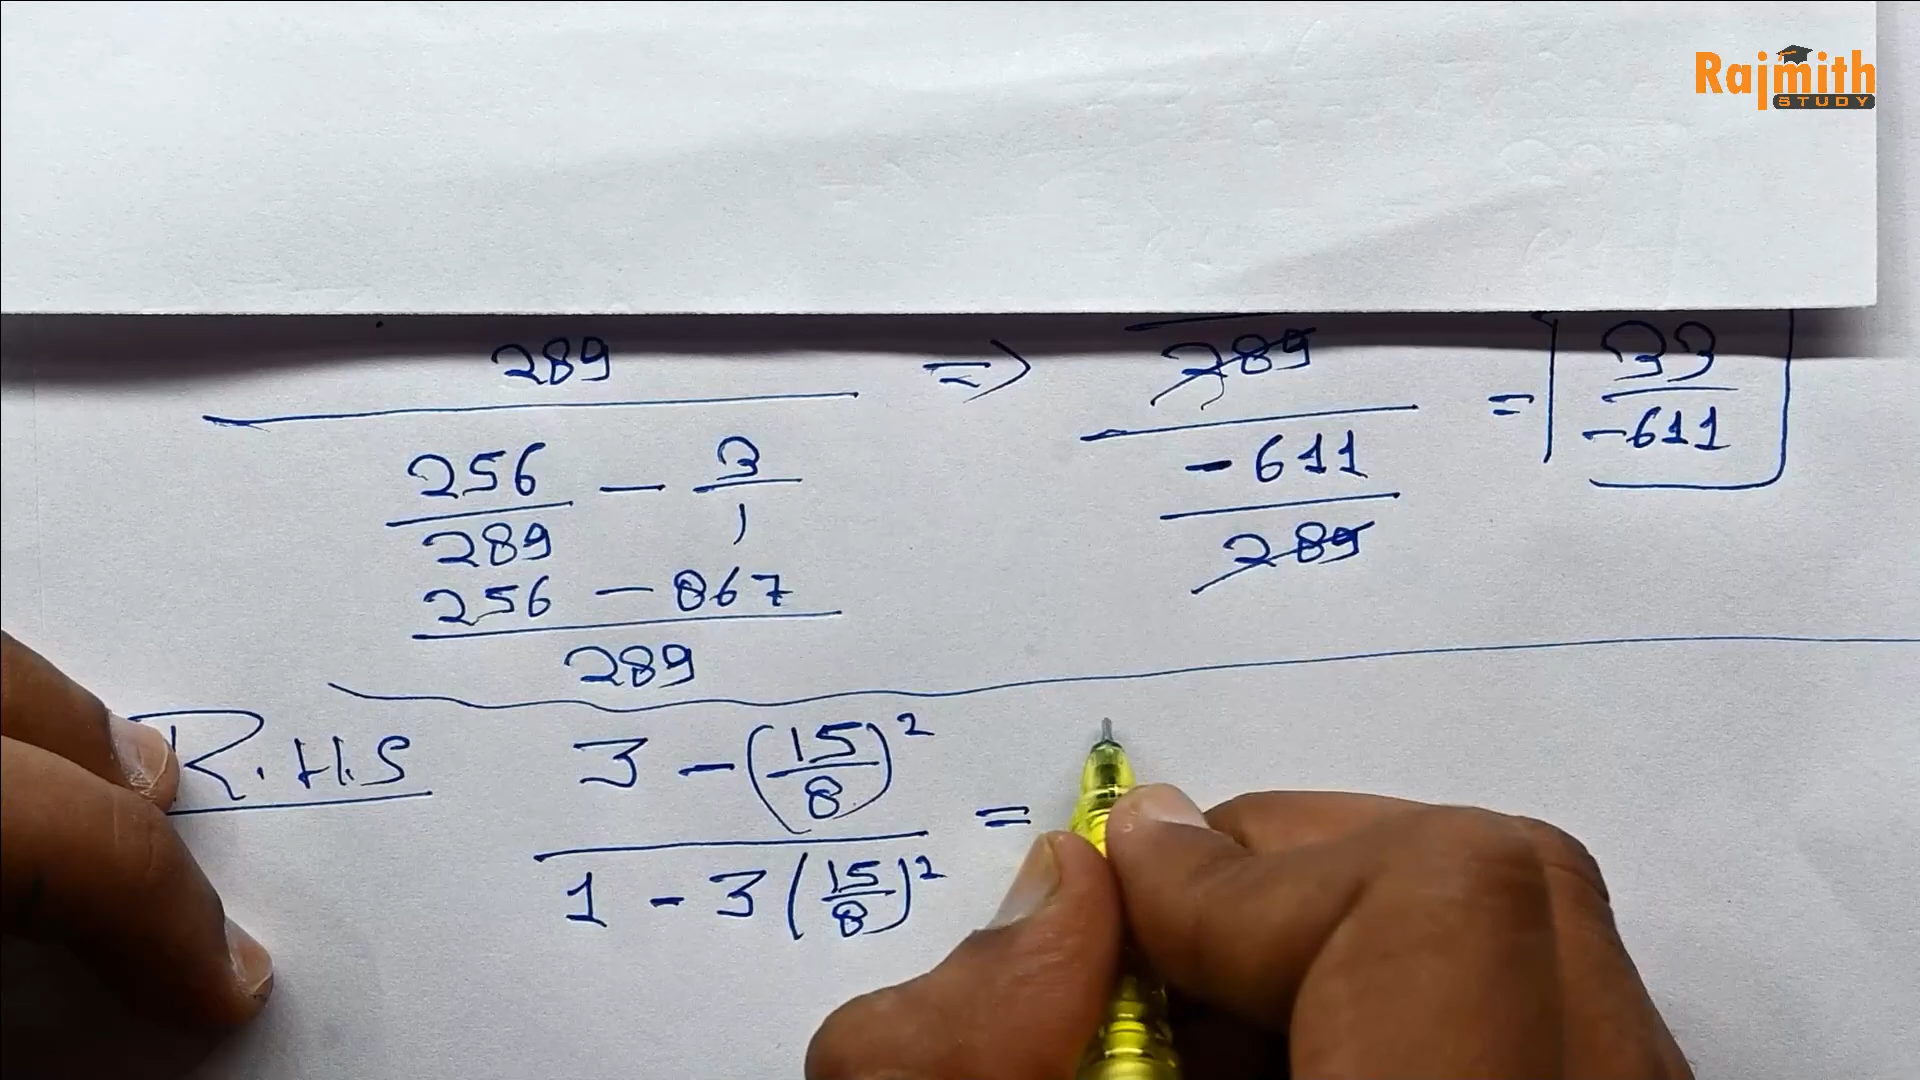 Rajmith
STUDY
289 => 289 = 33
256/289 - 3/1 -611 -611
256 - 867 289
289
R.H.S 3 - (15/8)² =
1 - 3 (15/8)²